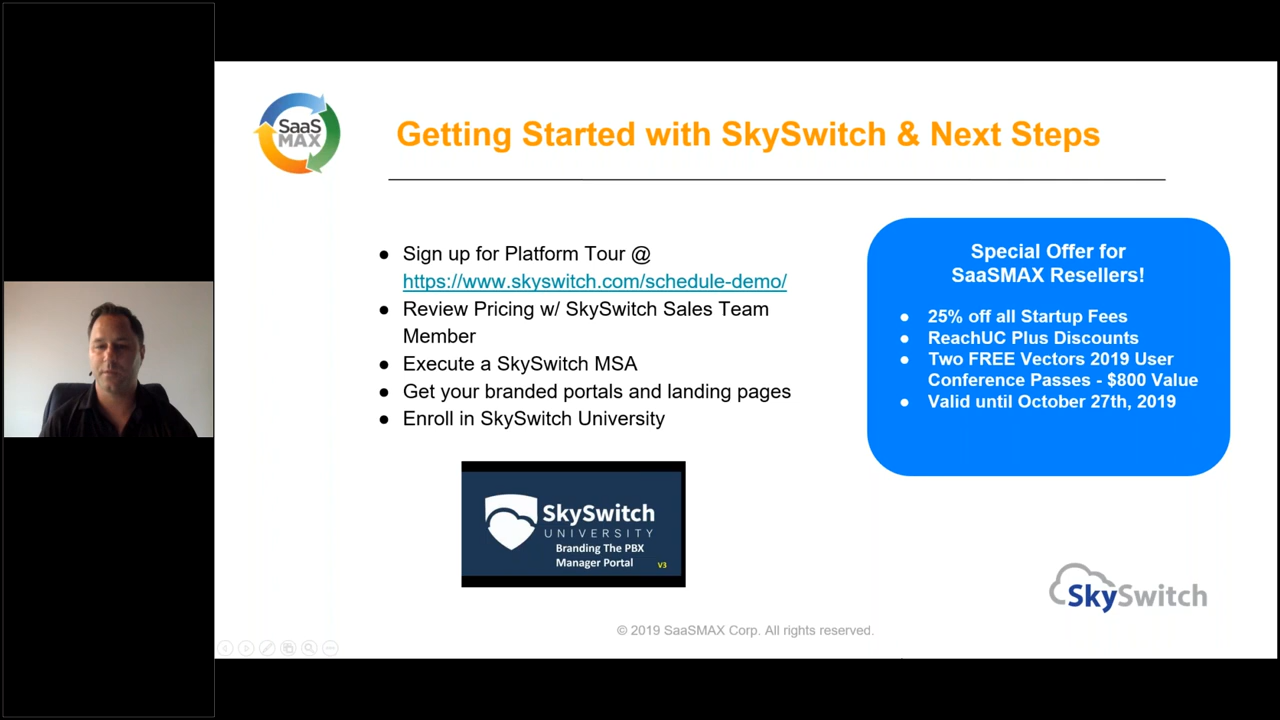 SaaS
MAX
Getting Started with SkySwitch & Next Steps
● Sign up for Platform Tour @
https://www.skyswitch.com/schedule-demo/
● Review Pricing w/ SkySwitch Sales Team
Member
● Execute a SkySwitch MSA
● Get your branded portals and landing pages
● Enroll in SkySwitch University
Special Offer for
SaaSMAX Resellers!
● 25% off all Startup Fees
● ReachUC Plus Discounts
● Two FREE Vectors 2019 User
Conference Passes - $800 Value
● Valid until October 27th, 2019
SkySwitch
UNIVERSITY
Branding The PBX
Manager Portal V3
SkySwitch
© 2019 SaaSMAX Corp. All rights reserved.